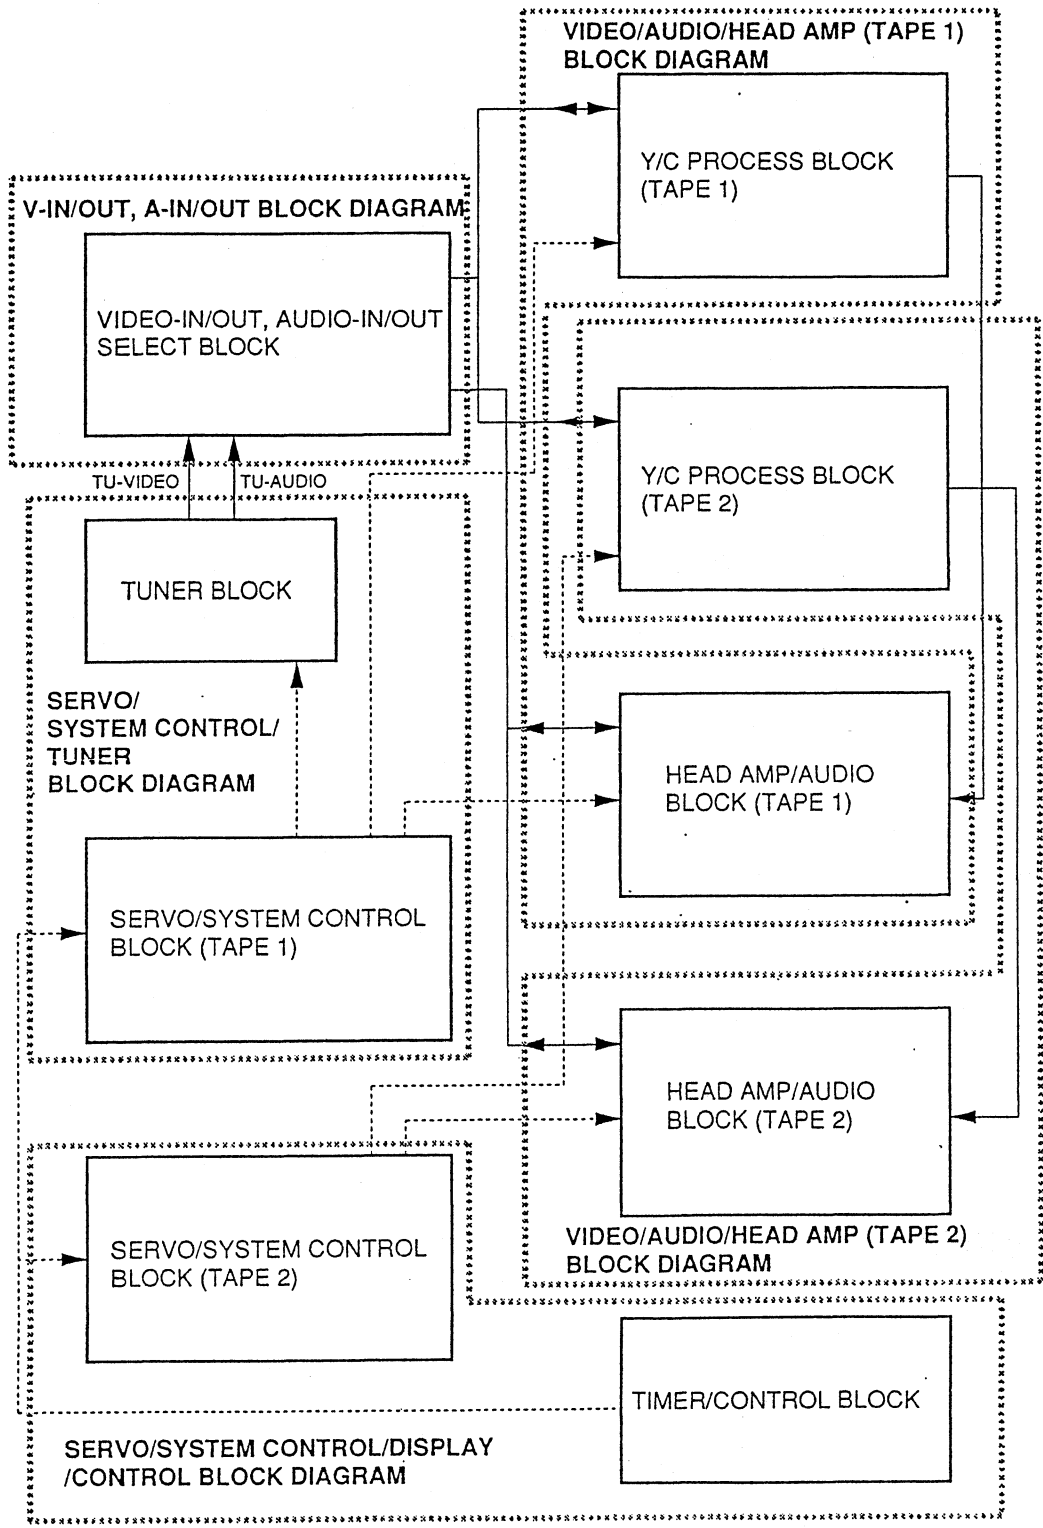 VIDEO/AUDIO/HEAD AMP (TAPE 1)
BLOCK DIAGRAM
Y/C PROCESS BLOCK
(TAPE 1)
V-IN/OUT, A-IN/OUT BLOCK DIAGRAM
VIDEO-IN/OUT, AUDIO-IN/OUT
SELECT BLOCK
Y/C PROCESS BLOCK
(TAPE 2)
TU-VIDEO
TU-AUDIO
TUNER BLOCK
SERVO/
SYSTEM CONTROL/
TUNER
BLOCK DIAGRAM
HEAD AMP/AUDIO
BLOCK (TAPE 1)
SERVO/SYSTEM CONTROL
BLOCK (TAPE 1)
HEAD AMP/AUDIO
BLOCK (TAPE 2)
SERVO/SYSTEM CONTROL
BLOCK (TAPE 2)
VIDEO/AUDIO/HEAD AMP (TAPE 2)
BLOCK DIAGRAM
TIMER/CONTROL BLOCK
SERVO/SYSTEM CONTROL/DISPLAY
/CONTROL BLOCK DIAGRAM